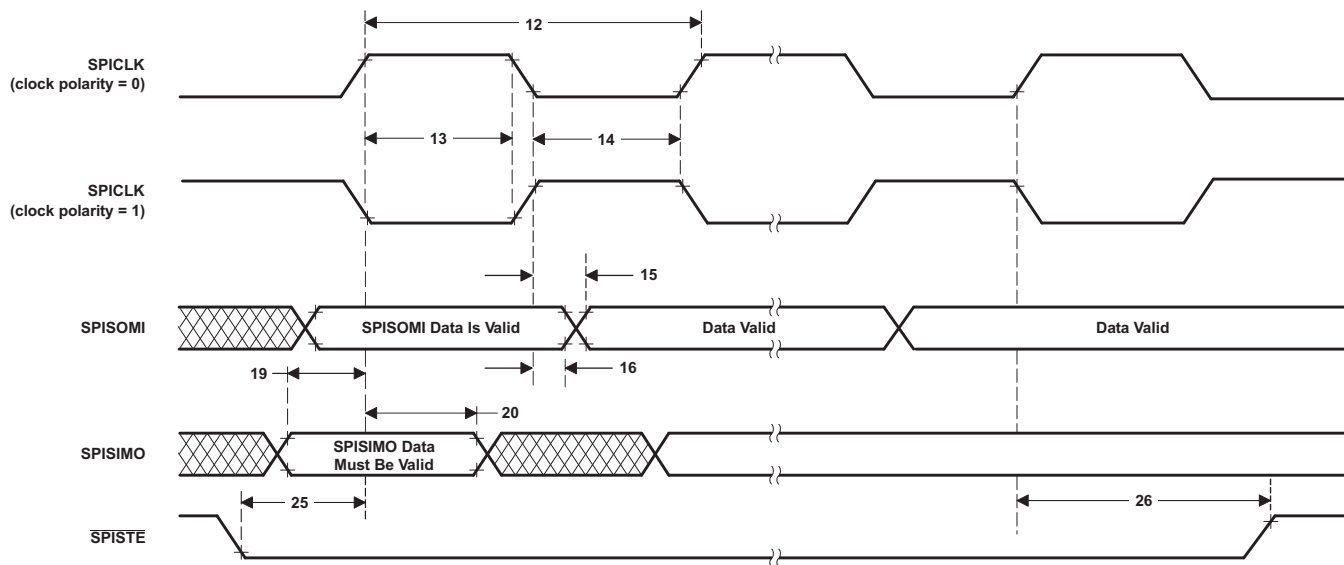 12
SPICLK
(clock polarity = 0)
13
14
SPICLK
(clock polarity = 1)
15
SPISOMI
SPISOMI Data Is Valid
Data Valid
Data Valid
19
16
20
SPISIMO
SPISIMO Data
Must Be Valid
25
26
SPISTE